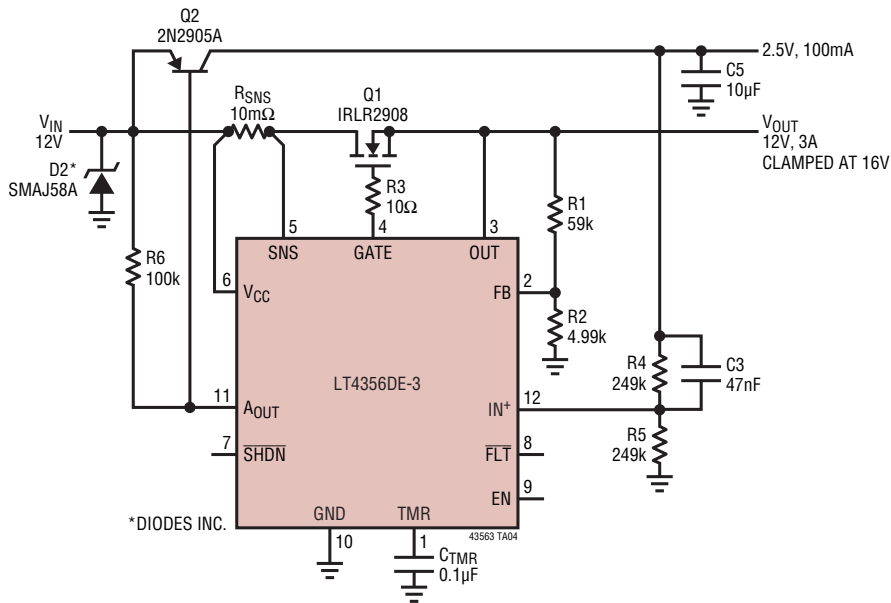 Q2
2N2905A
2.5V, 100mA
C5
10µF
VIN
12V
RSNS
10mΩ
Q1
IRLR2908
VOUT
12V, 3A
CLAMPED AT 16V
D2*
SMAJ58A
R3
10Ω
R1
59k
5
4
3
SNS
GATE
OUT
R6
100k
6
VCC
FB
2
R2
4.99k
LT4356DE-3
R4
249k
C3
47nF
11
AOUT
IN+
12
R5
249k
7
SHDN
FLT
8
EN
9
*DIODES INC.
GND
TMR
43563 TA04
10
1
CTMR
0.1µF